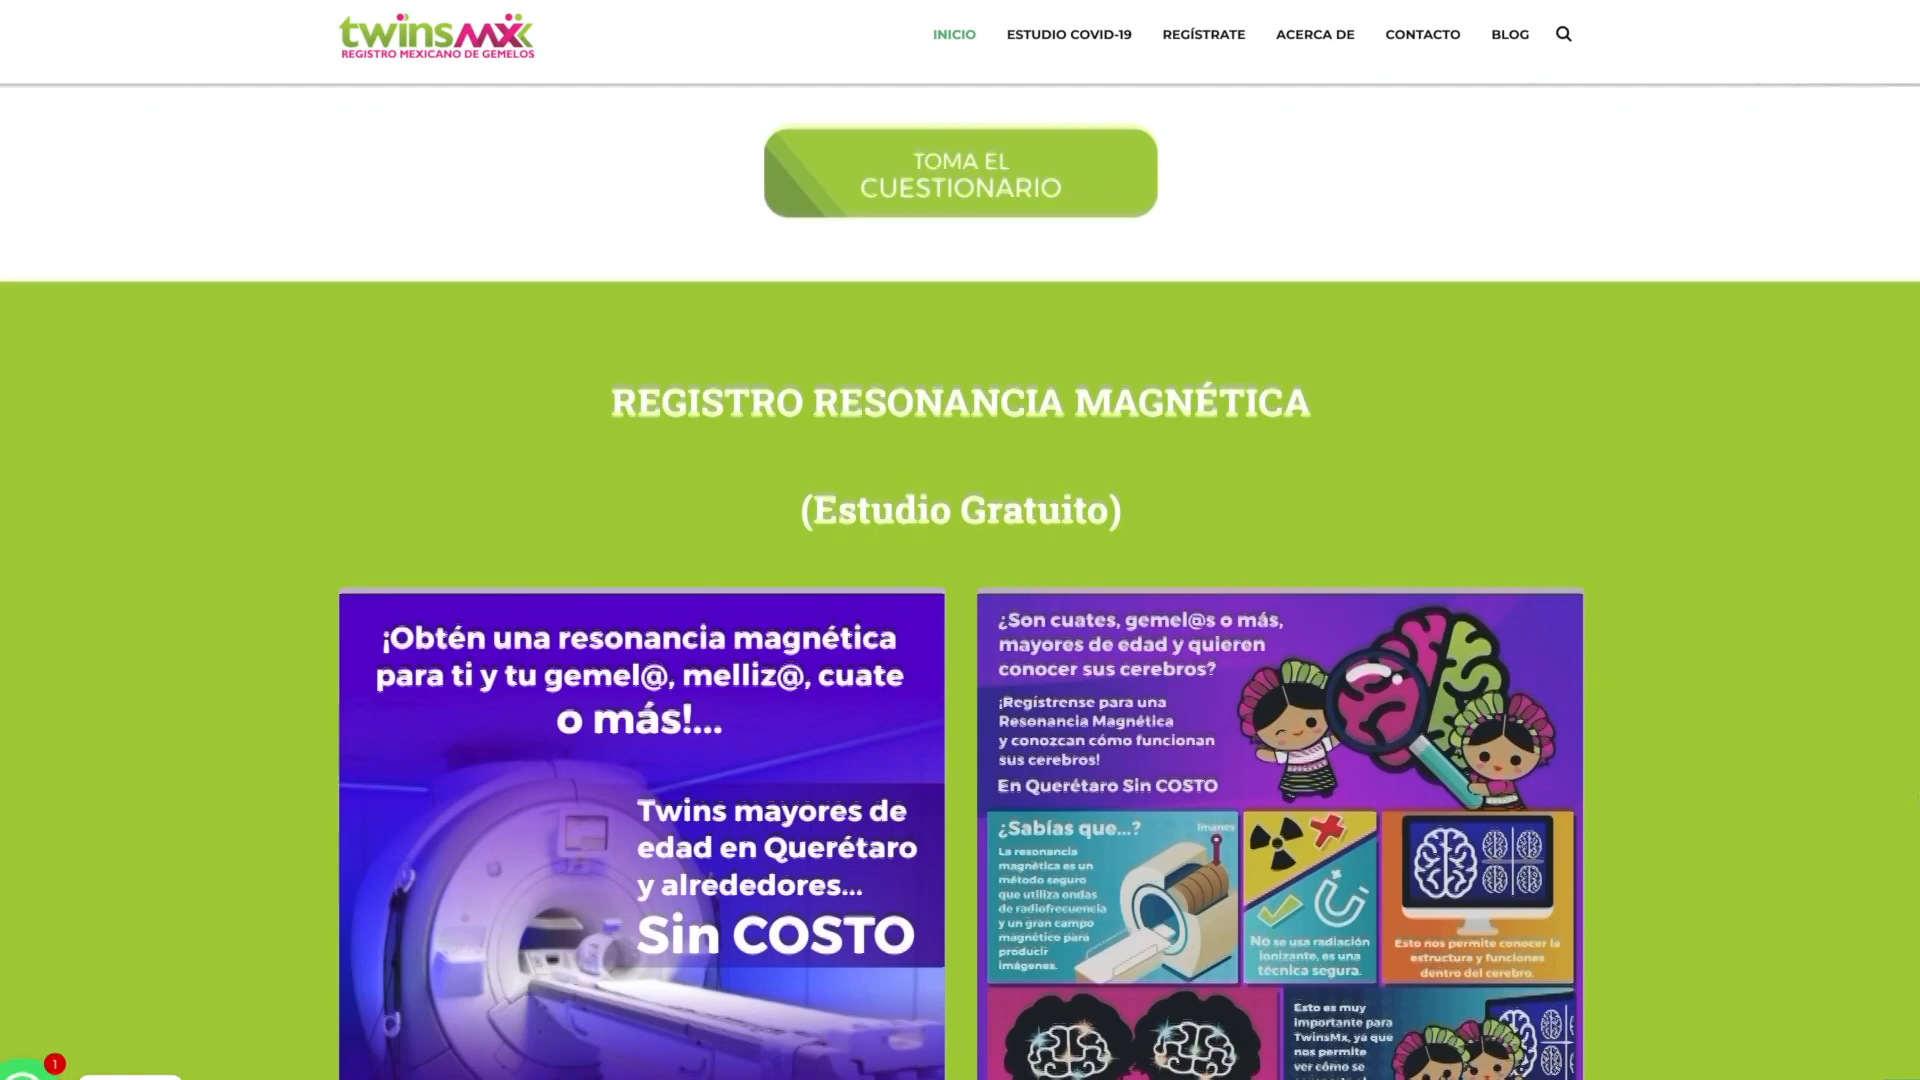 twinsmx
REGISTRO MEXICANO DE GEMELOS
INICIO
ESTUDIO COVID-19
REGÍSTRATE
ACERCA DE
CONTACTO
BLOG
TOMA EL
CUESTIONARIO
REGISTRO RESONANCIA MAGNÉTICA
(Estudio Gratuito)
¡Obtén una resonancia magnética
para ti y tu gemel@, melliz@, cuate
o más!...
Twins mayores de
edad en Querétaro
y alrededores...
Sin COSTO
¿Son cuates, gemel@s o más,
mayores de edad y quieren
conocer sus cerebros?
¡Regístrense para una
Resonancia Magnética
y conozcan cómo funcionan
sus cerebros!
En Querétaro Sin COSTO
¿Sabías que...?
La resonancia
magnética es un
método seguro
que utiliza ondas
de radiofrecuencia
y un gran campo
magnético para
producir
imágenes.
Imanes
No se usa radiación
ionizante, es una
técnica segura.
Esto nos permite conocer la
estructura y funciones
dentro del cerebro.
Esto es muy
importante para
TwinsMx, ya que
nos permite
ver cómo se
1